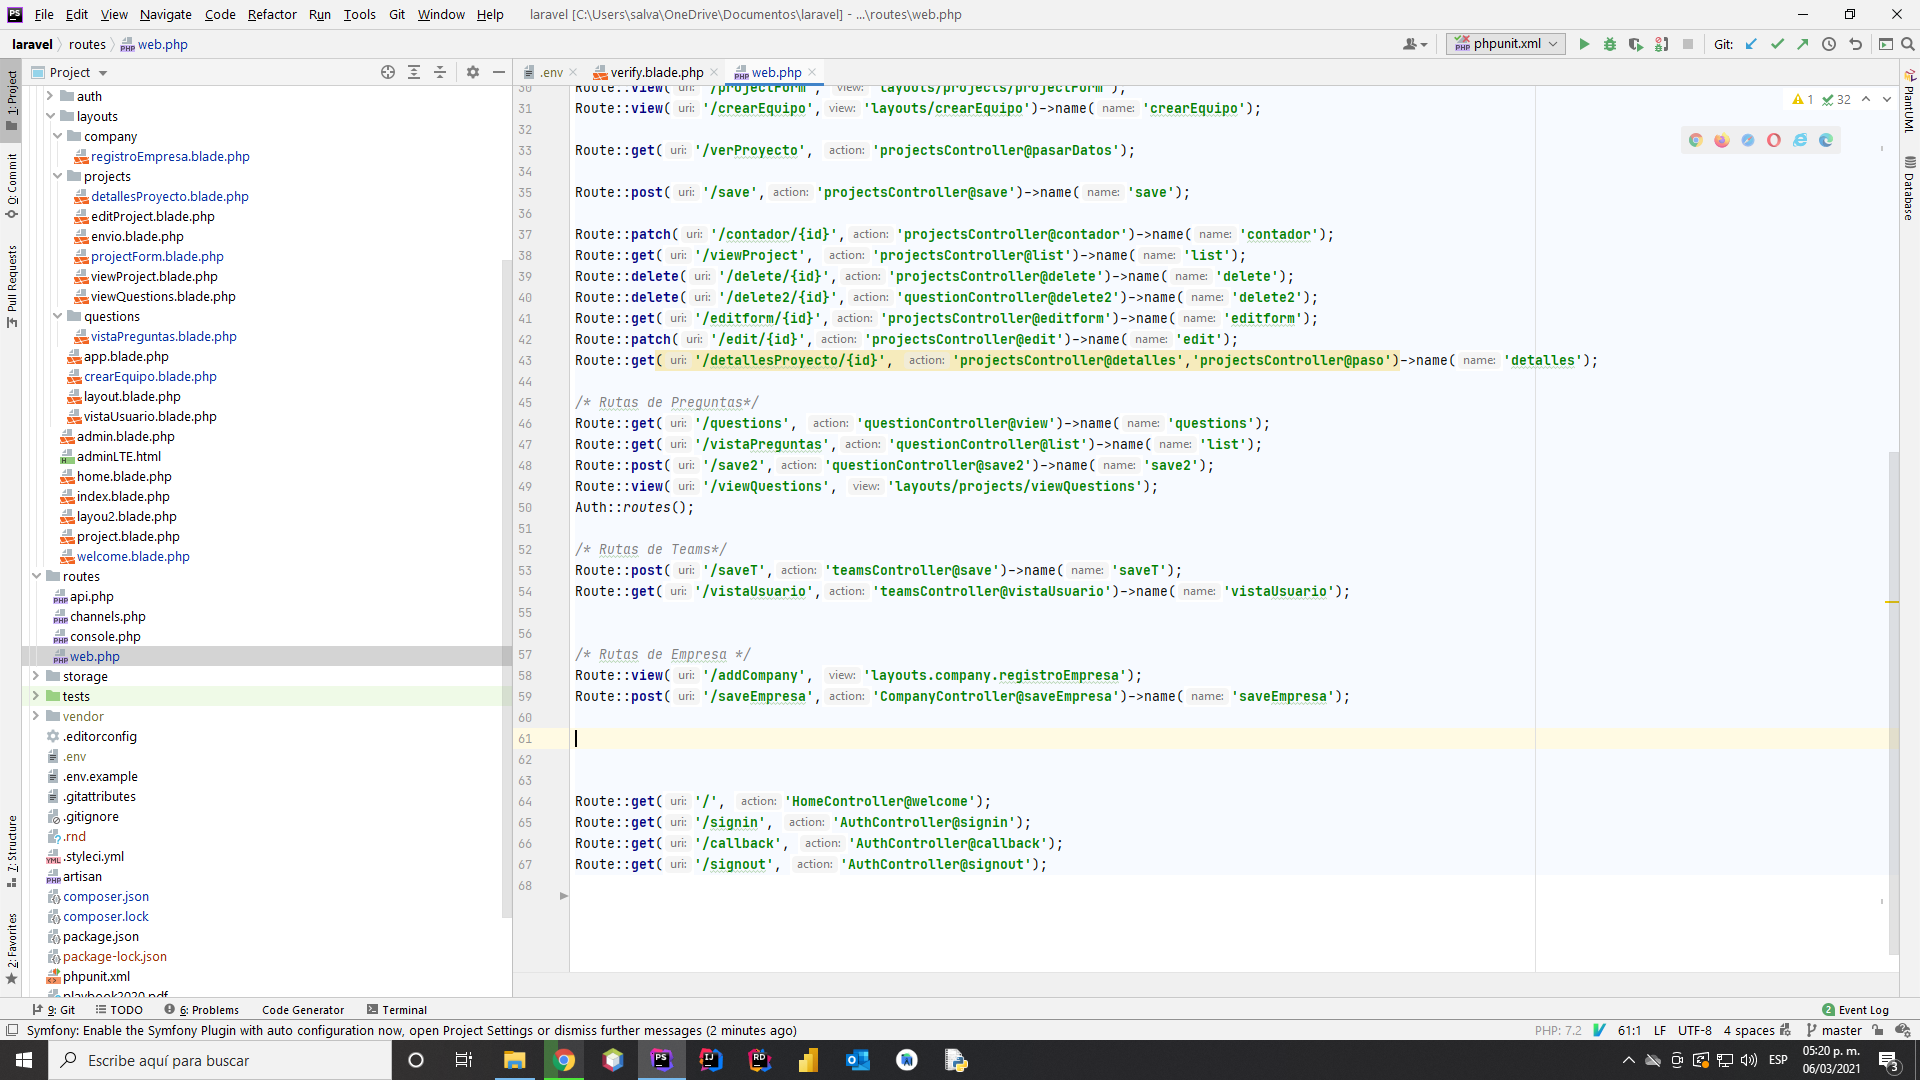 File Edit View Navigate Code Refactor Run Tools Git Window Help laravel [C:\Users\salva\OneDrive\Documentos\laravel] - ...\routes\web.php
laravel routes web.php
phpunit.xml Git:
Project
.env verify.blade.php web.php
1: Project
0: Commit
Pull Requests
7: Structure
2: Favorites
auth
layouts
company
registroEmpresa.blade.php
projects
detallesProyecto.blade.php
editProject.blade.php
envio.blade.php
projectForm.blade.php
viewProject.blade.php
viewQuestions.blade.php
questions
vistaPreguntas.blade.php
app.blade.php
crearEquipo.blade.php
layout.blade.php
vistaUsuario.blade.php
admin.blade.php
adminLTE.html
home.blade.php
index.blade.php
layou2.blade.php
project.blade.php
welcome.blade.php
routes
api.php
channels.php
console.php
web.php
storage
tests
vendor
.editorconfig
.env
.env.example
.gitattributes
.gitignore
.rnd
.styleci.yml
artisan
composer.json
composer.lock
package.json
package-lock.json
phpunit.xml
playbook2020.pdf
30 Route::view( uri: '/projectForm', view: 'layouts/projects/projectForm');
31 Route::view( uri: '/crearEquipo', view: 'layouts/crearEquipo')->name( name: 'crearEquipo');
32
33 Route::get( uri: '/verProyecto', action: 'projectsController@pasarDatos');
34
35 Route::post( uri: '/save', action: 'projectsController@save')->name( name: 'save');
36
37 Route::patch( uri: '/contador/{id}', action: 'projectsController@contador')->name( name: 'contador');
38 Route::get( uri: '/viewProject', action: 'projectsController@list')->name( name: 'list');
39 Route::delete( uri: '/delete/{id}', action: 'projectsController@delete')->name( name: 'delete');
40 Route::delete( uri: '/delete2/{id}', action: 'questionController@delete2')->name( name: 'delete2');
41 Route::get( uri: '/editform/{id}', action: 'projectsController@editform')->name( name: 'editform');
42 Route::patch( uri: '/edit/{id}', action: 'projectsController@edit')->name( name: 'edit');
43 Route::get( uri: '/detallesProyecto/{id}', action: 'projectsController@detalles','projectsController@paso')->name( name: 'detalles');
44
45 /* Rutas de Preguntas*/
46 Route::get( uri: '/questions', action: 'questionController@view')->name( name: 'questions');
47 Route::get( uri: '/vistaPreguntas', action: 'questionController@list')->name( name: 'list');
48 Route::post( uri: '/save2', action: 'questionController@save2')->name( name: 'save2');
49 Route::view( uri: '/viewQuestions', view: 'layouts/projects/viewQuestions');
50 Auth::routes();
51
52 /* Rutas de Teams*/
53 Route::post( uri: '/saveT', action: 'teamsController@save')->name( name: 'saveT');
54 Route::get( uri: '/vistaUsuario', action: 'teamsController@vistaUsuario')->name( name: 'vistaUsuario');
55
56
57 /* Rutas de Empresa */
58 Route::view( uri: '/addCompany', view: 'layouts.company.registroEmpresa');
59 Route::post( uri: '/saveEmpresa', action: 'CompanyController@saveEmpresa')->name( name: 'saveEmpresa');
60
61
62
63
64 Route::get( uri: '/', action: 'HomeController@welcome');
65 Route::get( uri: '/signin', action: 'AuthController@signin');
66 Route::get( uri: '/callback', action: 'AuthController@callback');
67 Route::get( uri: '/signout', action: 'AuthController@signout');
68
1 32
PlantUML
Database
9: Git TODO 6: Problems Code Generator Terminal 2 Event Log
Symfony: Enable the Symfony Plugin with auto configuration now, open Project Settings or dismiss further messages (2 minutes ago) PHP: 7.2 61:1 LF UTF-8 4 spaces master
Escribe aquí para buscar
ESP
05:20 p. m.
06/03/2021
3